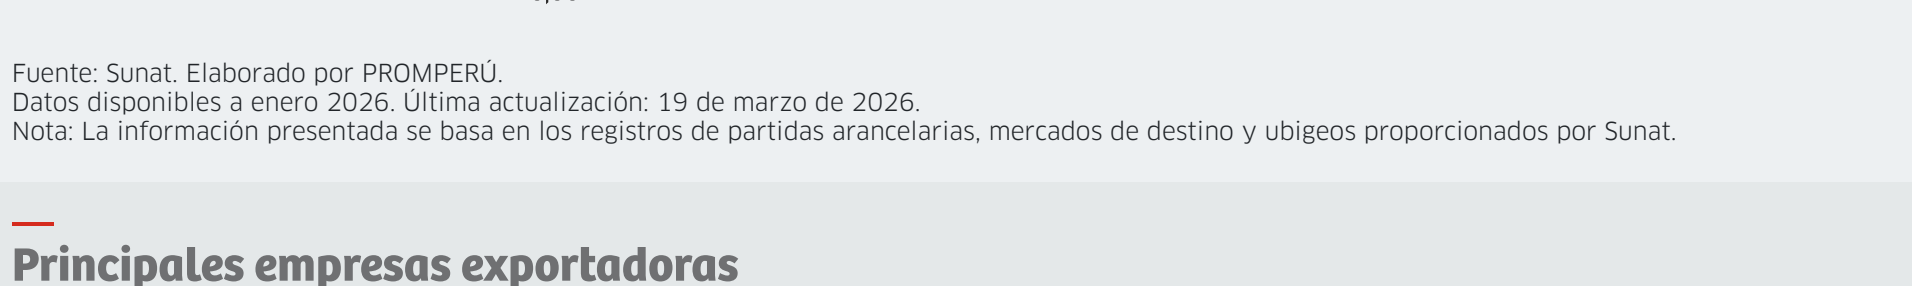 Fuente: Sunat. Elaborado por PROMPERÚ.
Datos disponibles a enero 2026. Última actualización: 19 de marzo de 2026.
Nota: La información presentada se basa en los registros de partidas arancelarias, mercados de destino y ubigeos proporcionados por Sunat.
Principales empresas exportadoras